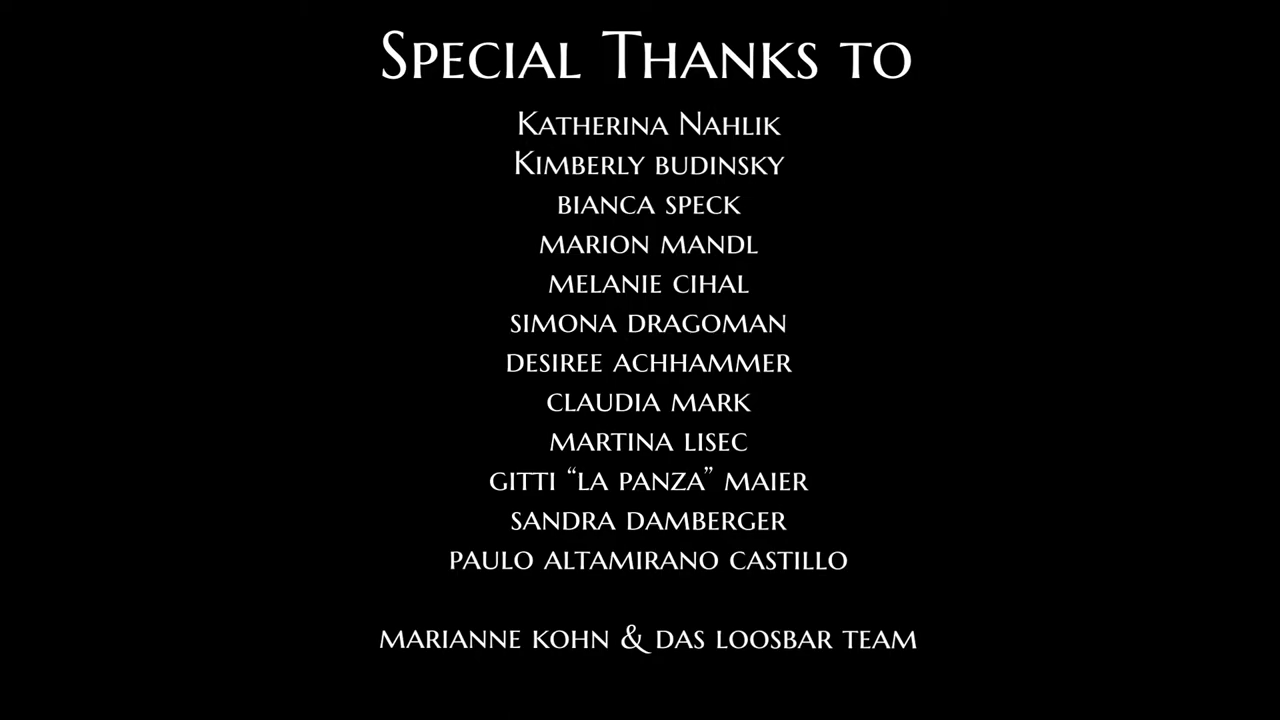 Special Thanks to
Katherina Nahlik
Kimberly budinsky
bianca speck
marion mandl
melanie cihal
simona dragoman
desiree achhammer
claudia mark
martina lisec
gitti “la panza” maier
sandra damberger
paulo altamirano castillo
marianne kohn & das loosbar team